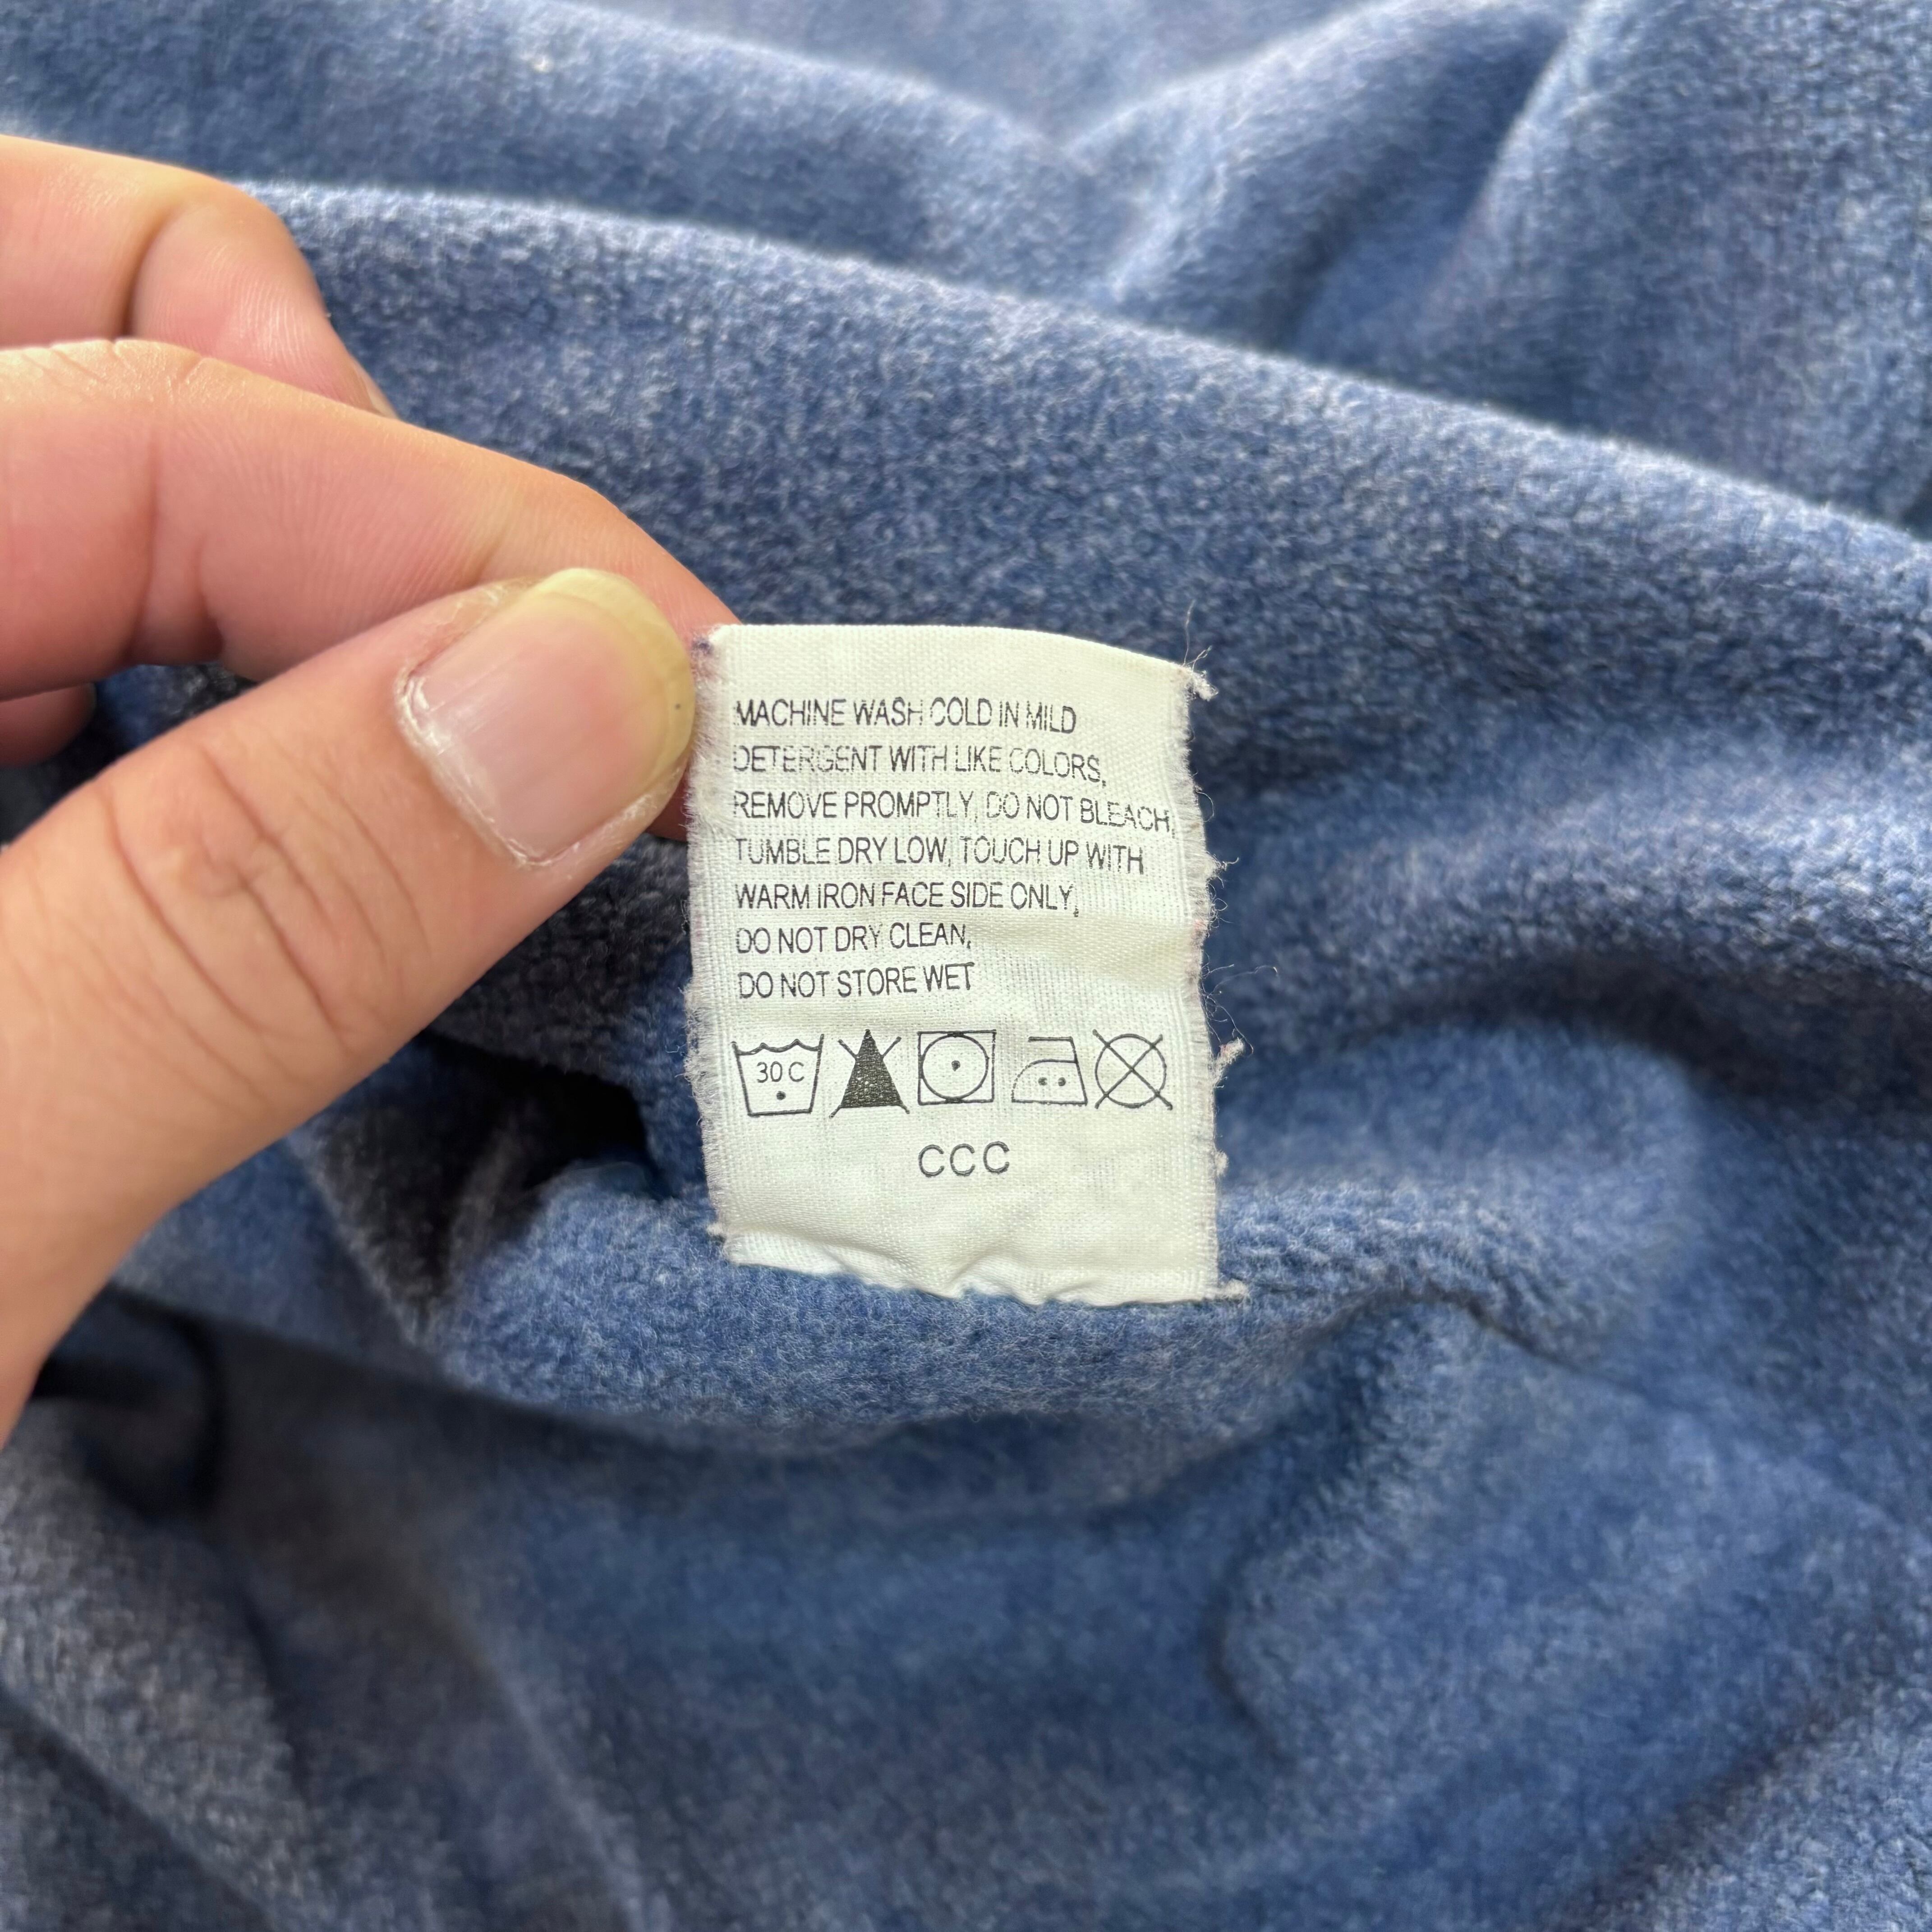 MACHINE WASH COLD IN MILD
DETERGENT WITH LIKE COLORS,
REMOVE PROMPTLY, DO NOT BLEACH,
TUMBLE DRY LOW, TOUCH UP WITH
WARM IRON FACE SIDE ONLY,
DO NOT DRY CLEAN,
DO NOT STORE WET
30 C
CCC